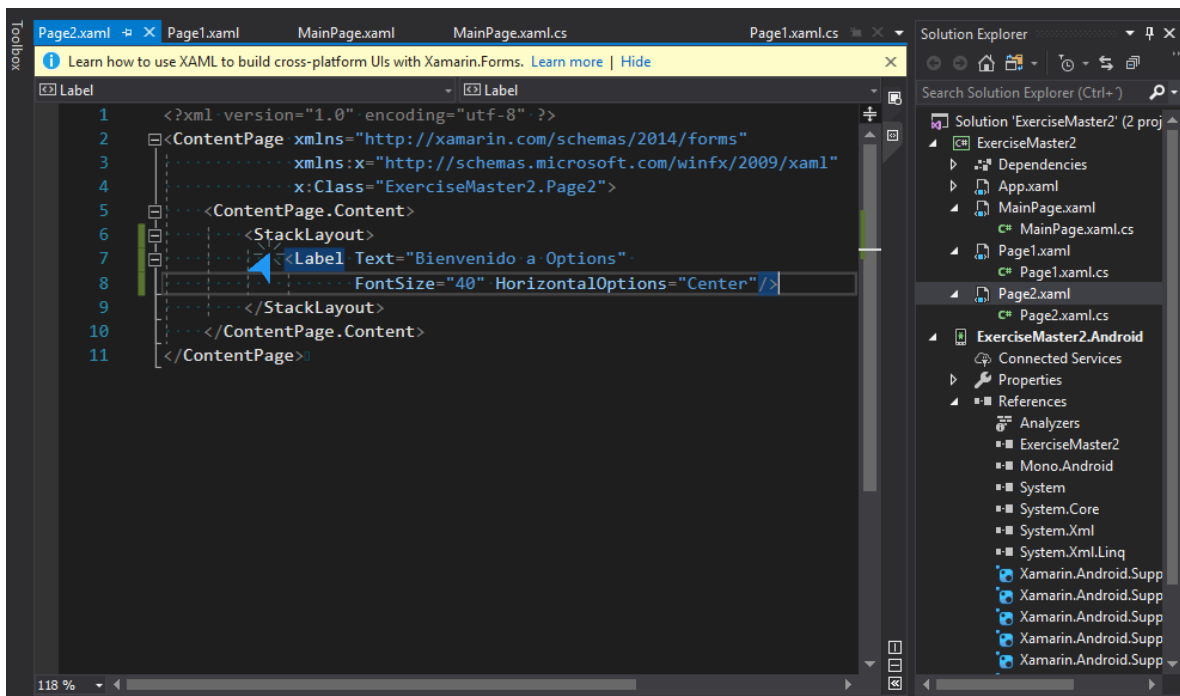 Toolbox
Page2.xaml Page1.xaml MainPage.xaml MainPage.xaml.cs Page1.xaml.cs
Learn how to use XAML to build cross-platform UIs with Xamarin.Forms. Learn more | Hide
Label Label
1 <?xml version="1.0" encoding="utf-8" ?>
2 <ContentPage xmlns="http://xamarin.com/schemas/2014/forms"
3 xmlns:x="http://schemas.microsoft.com/winfx/2009/xaml"
4 x:Class="ExerciseMaster2.Page2">
5 <ContentPage.Content>
6 <StackLayout>
7 <Label Text="Bienvenido a Options"
8 FontSize="40" HorizontalOptions="Center"/>
9 </StackLayout>
10 </ContentPage.Content>
11 </ContentPage>
118 %
Solution Explorer
Search Solution Explorer (Ctrl+´)
Solution 'ExerciseMaster2' (2 proj
C# ExerciseMaster2
Dependencies
App.xaml
MainPage.xaml
C# MainPage.xaml.cs
Page1.xaml
C# Page1.xaml.cs
Page2.xaml
C# Page2.xaml.cs
ExerciseMaster2.Android
Connected Services
Properties
References
Analyzers
ExerciseMaster2
Mono.Android
System
System.Core
System.Xml
System.Xml.Linq
Xamarin.Android.Supp
Xamarin.Android.Supp
Xamarin.Android.Supp
Xamarin.Android.Supp
Xamarin.Android.Supp